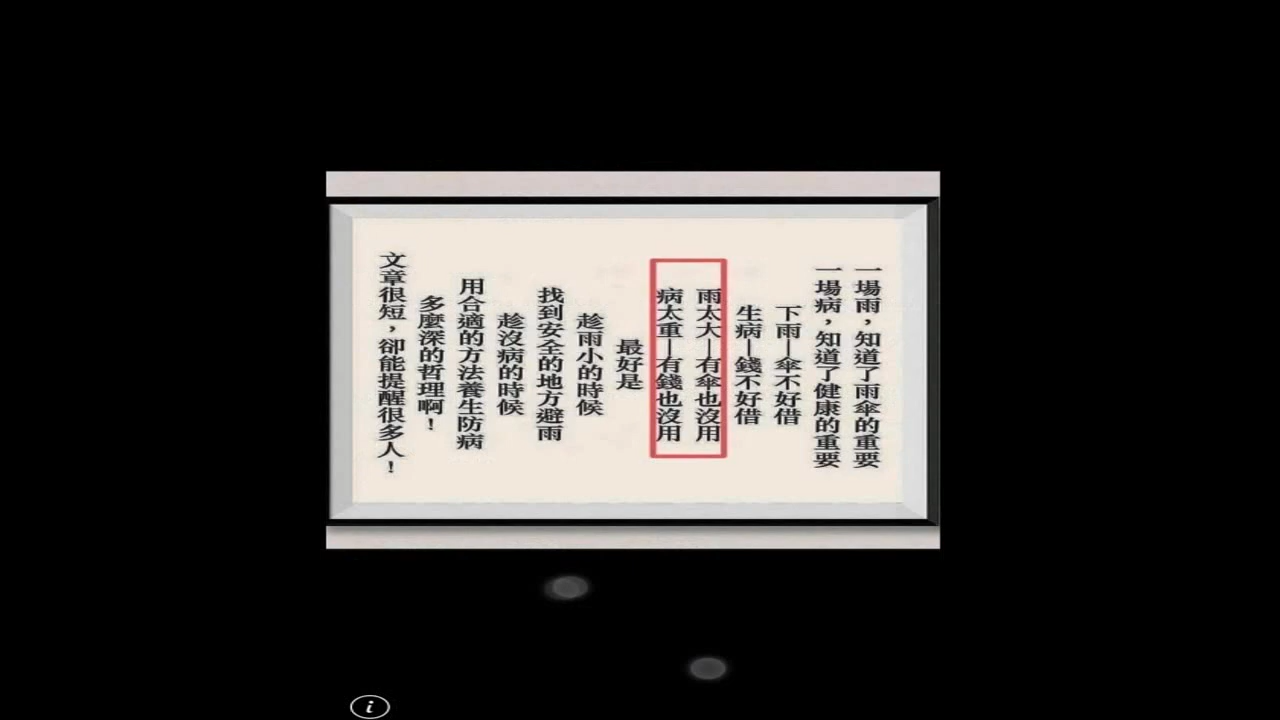 一場雨，知道了雨傘的重要
一場病，知道了健康的重要
下雨—傘不好借
生病—錢不好借
雨太大—有傘也沒用
病太重—有錢也沒用
最好是
趁雨小的時候
找到安全的地方避雨
趁沒病的時候
用合適的方法養生防病
多麼深的哲理啊！
文章很短，卻能提醒很多人！
i